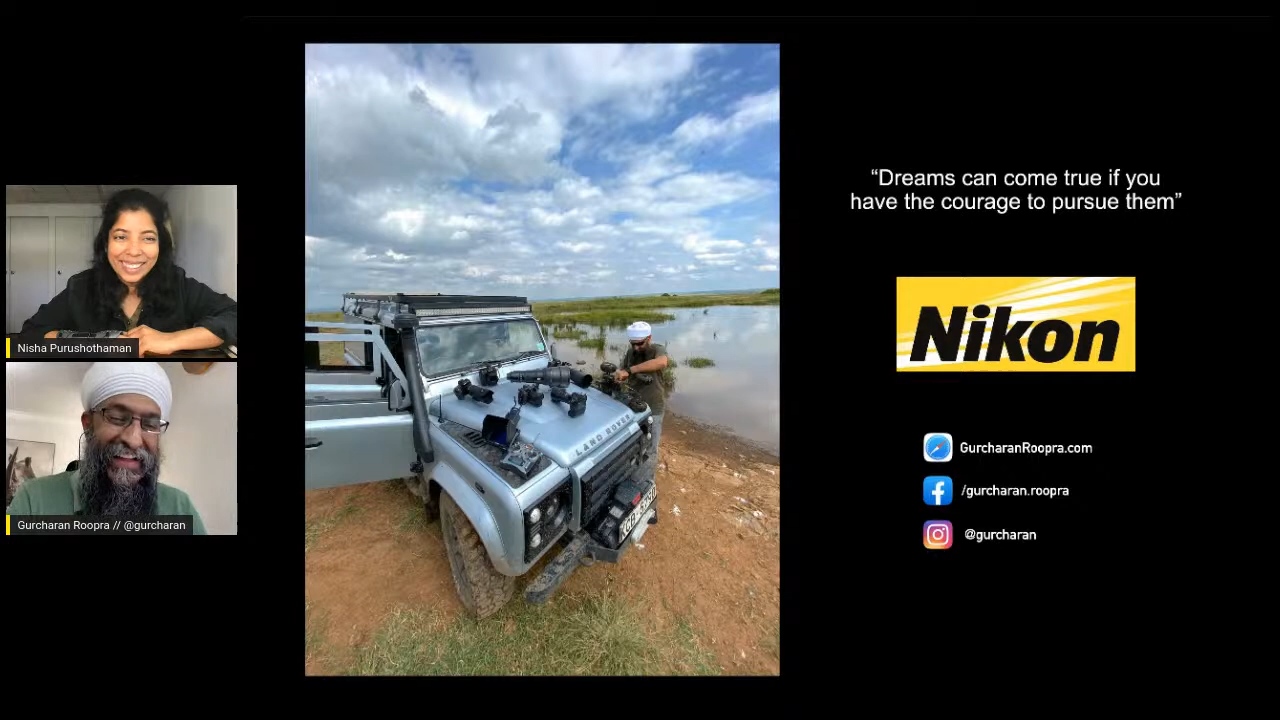 Nisha Purushothaman
Gurcharan Roopra // @gurcharan
LAND ROVER
“Dreams can come true if you
have the courage to pursue them”
Nikon
GurcharanRoopra.com
/gurcharan.roopra
@gurcharan